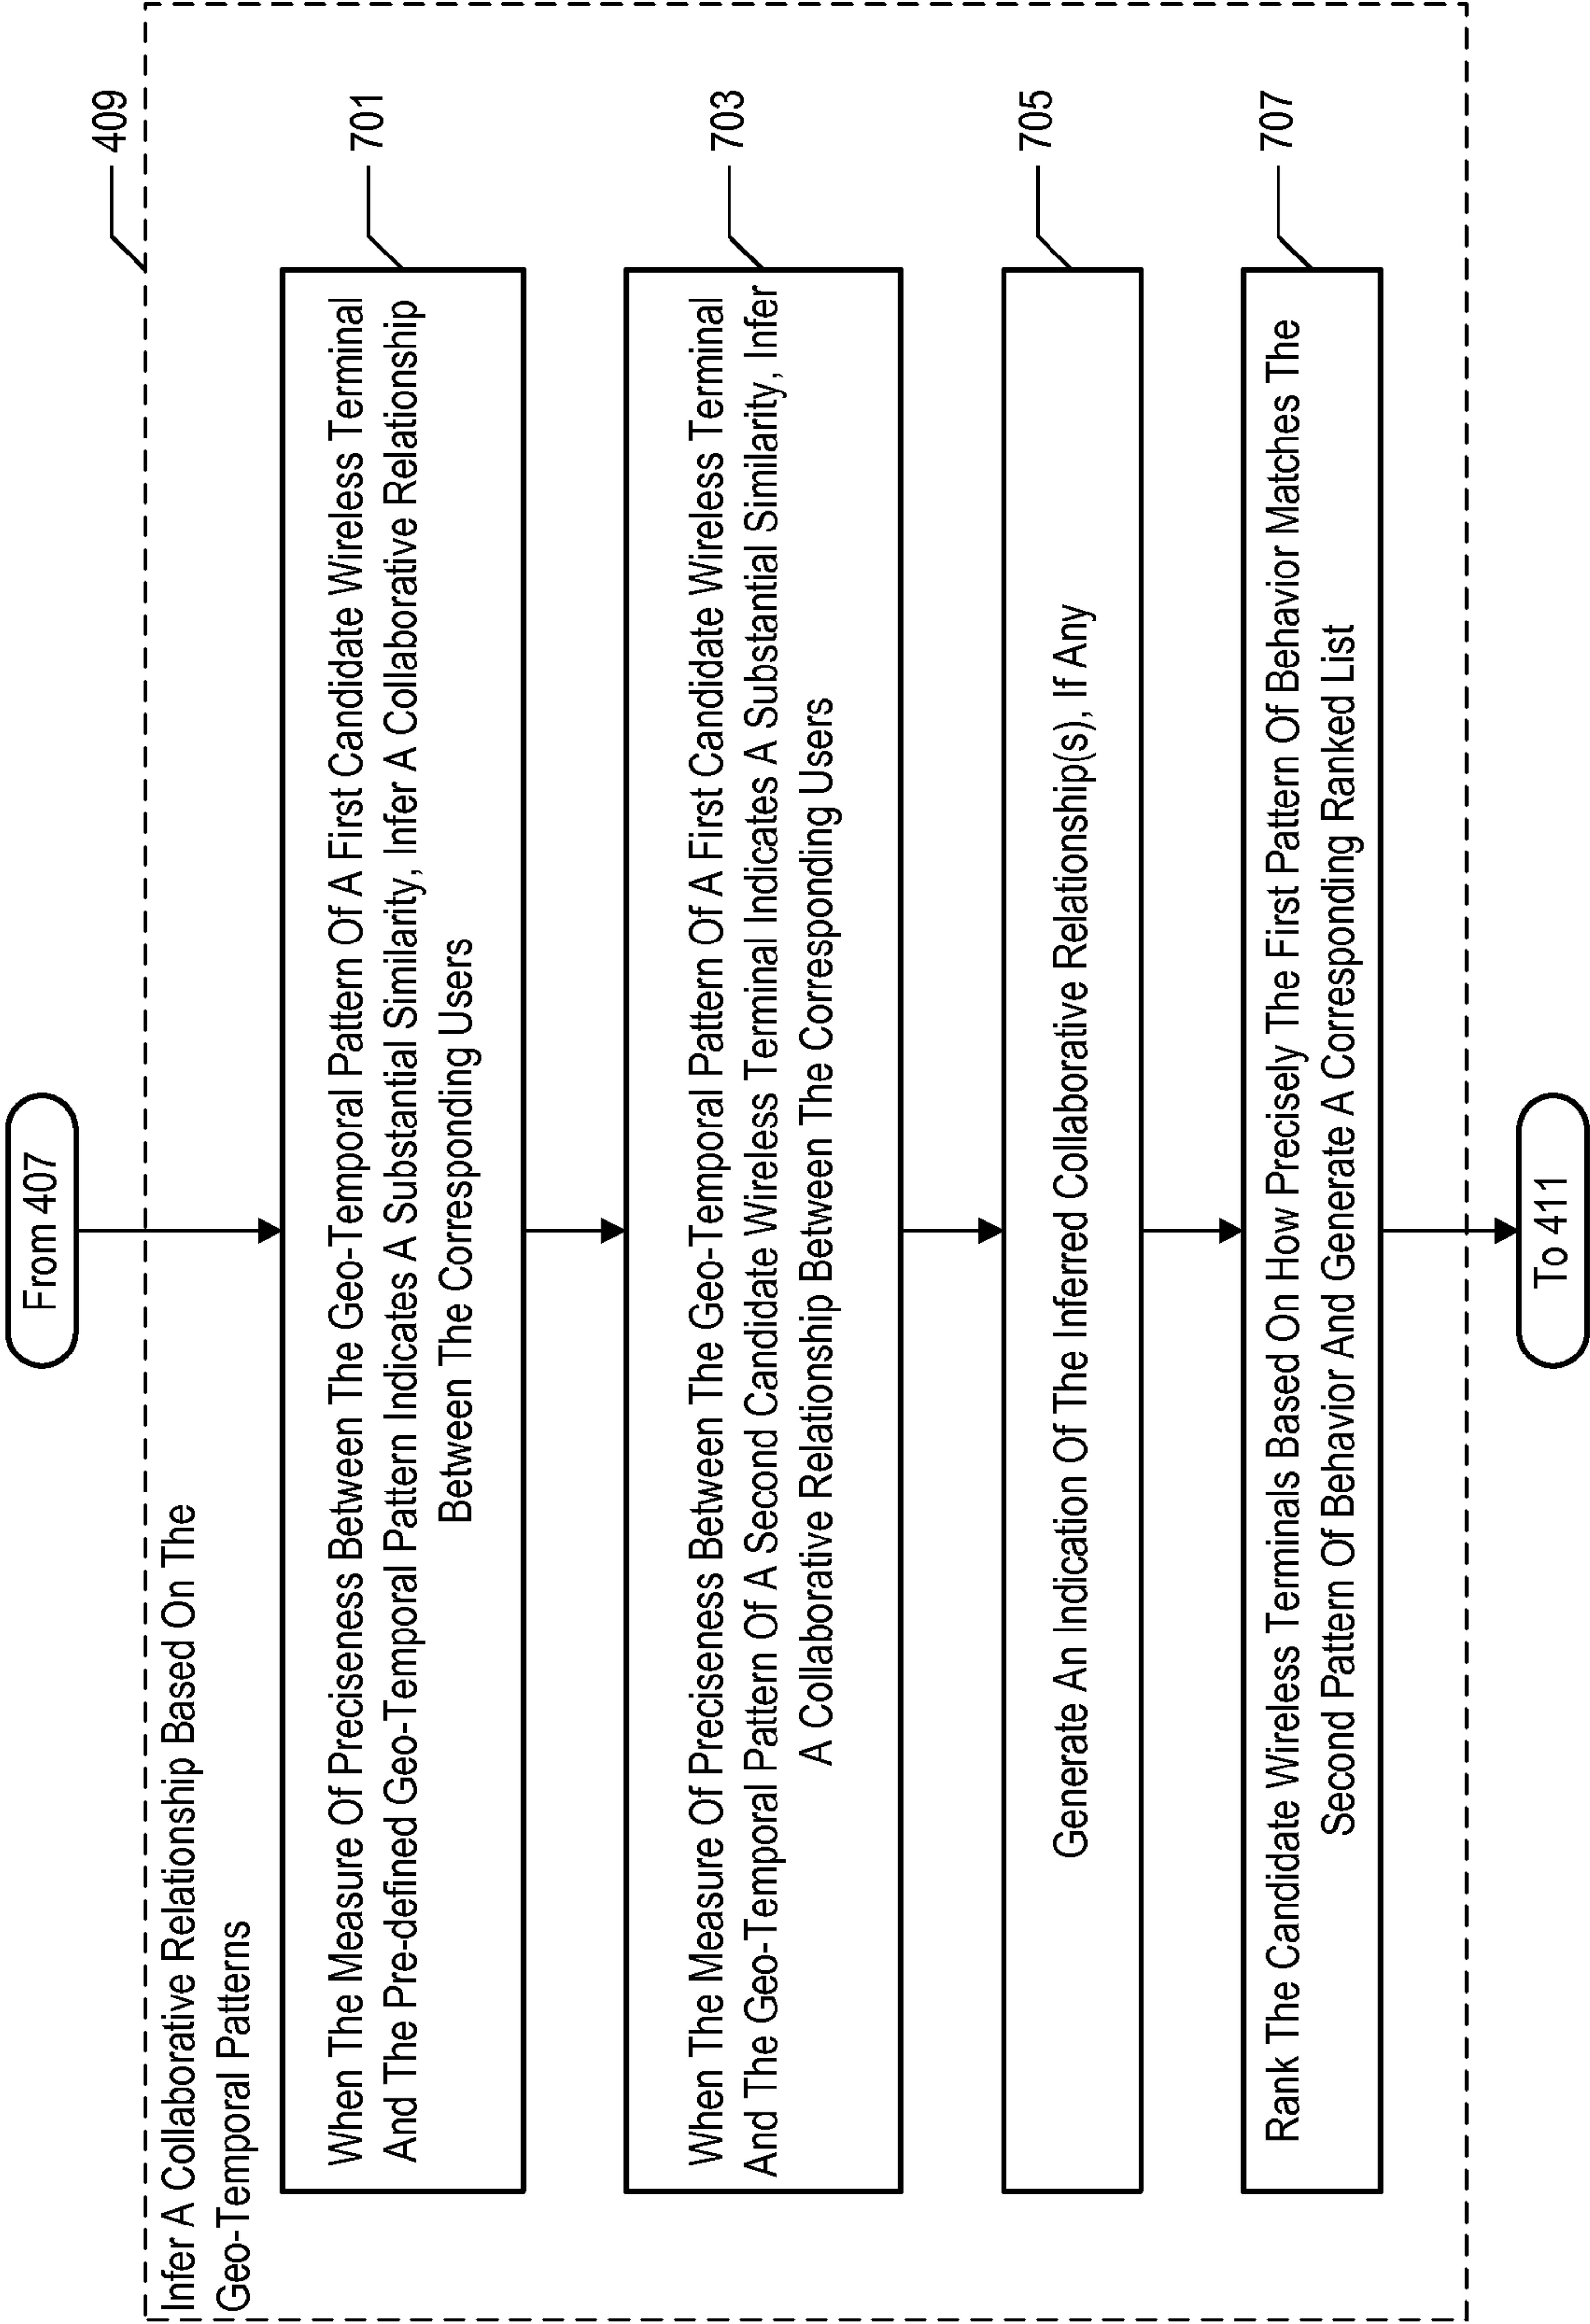 From 407
409
Infer A Collaborative Relationship Based On The
Geo-Temporal Patterns
701
When The Measure Of Preciseness Between The Geo-Temporal Pattern Of A First Candidate Wireless Terminal
And The Pre-defined Geo-Temporal Pattern Indicates A Substantial Similarity, Infer A Collaborative Relationship
Between The Corresponding Users
703
When The Measure Of Preciseness Between The Geo-Temporal Pattern Of A First Candidate Wireless Terminal
And The Geo-Temporal Pattern Of A Second Candidate Wireless Terminal Indicates A Substantial Similarity, Infer
A Collaborative Relationship Between The Corresponding Users
705
Generate An Indication Of The Inferred Collaborative Relationship(s), If Any
707
Rank The Candidate Wireless Terminals Based On How Precisely The First Pattern Of Behavior Matches The
Second Pattern Of Behavior And Generate A Corresponding Ranked List
To 411